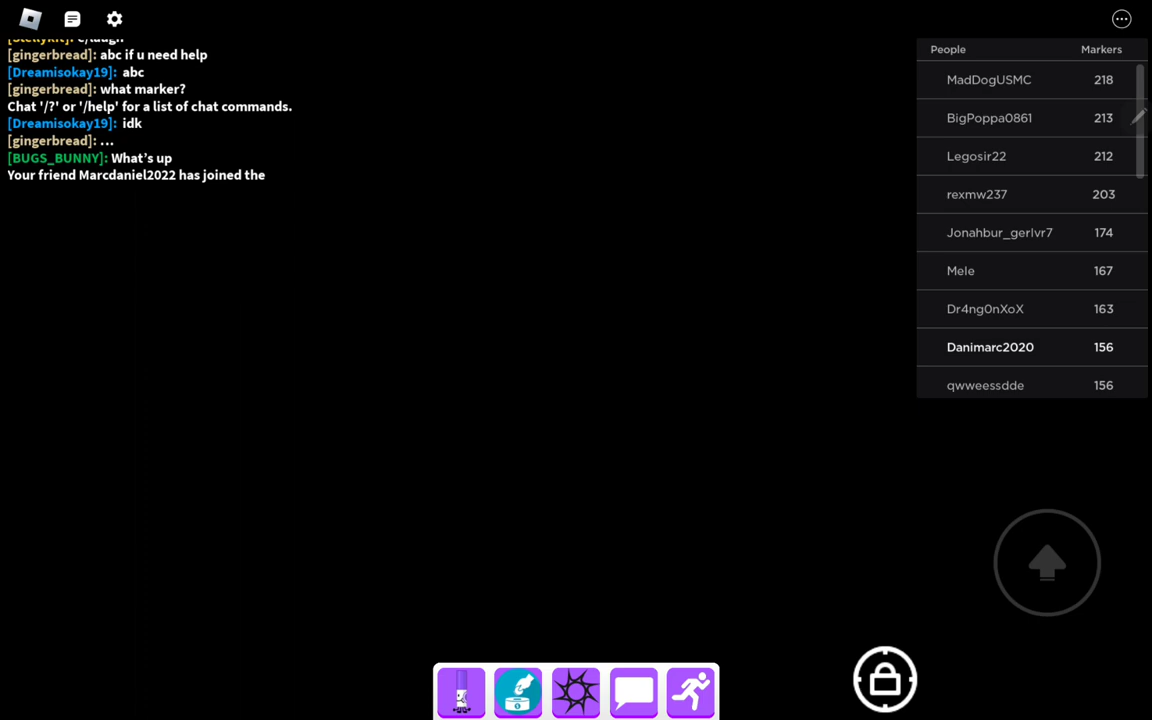 [Stellykit]: e/laugh
[gingerbread]: abc if u need help
[Dreamisokay19]: abc
[gingerbread]: what marker?
Chat '/?' or '/help' for a list of chat commands.
[Dreamisokay19]: idk
[gingerbread]: ...
[BUGS_BUNNY]: What's up
Your friend Marcdaniel2022 has joined the
People Markers
MadDogUSMC 218
BigPoppa0861 213
Legosir22 212
rexmw237 203
Jonahbur_gerlvr7 174
Mele 167
Dr4ng0nXoX 163
Danimarc2020 156
qwweessdde 156